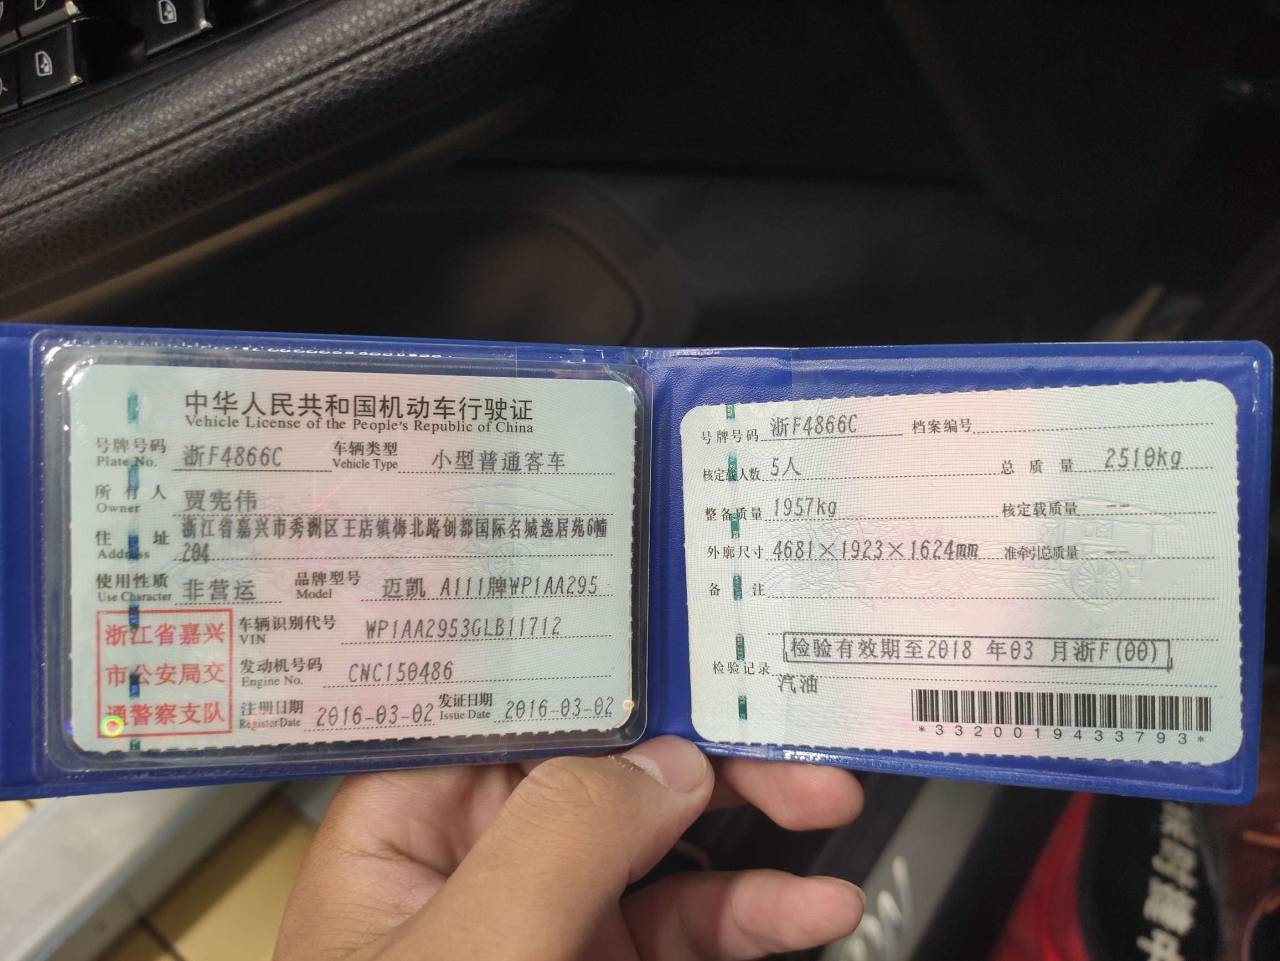 中华人民共和国机动车行驶证
Vehicle License of the People's Republic of China
号牌号码 浙F4866C 车辆类型 小型普通客车
Plate No. Vehicle Type
所有人 贾宪伟
Owner
住址 浙江省嘉兴市秀洲区王店镇梅北路创都国际名城逸居苑6幢
Address 204
使用性质 非营运 品牌型号 迈凯 A111牌WP1AA295
Use Character Model
浙江省嘉兴
市公安局交
通警察支队
车辆识别代号 WP1AA2953GLB11712
VIN
发动机号码 CNC150486
Engine No.
注册日期 2016-03-02 发证日期 2016-03-02
Register Date Issue Date
号牌号码 浙F4866C 档案编号
核定载人数 5人 总质量 2510kg
整备质量 1957kg 核定载质量 --
外廓尺寸 4681×1923×1624mm 准牵引总质量 --
备注
检验记录 检验有效期至2018 年03 月浙F(00)
汽油
*3320019433793*